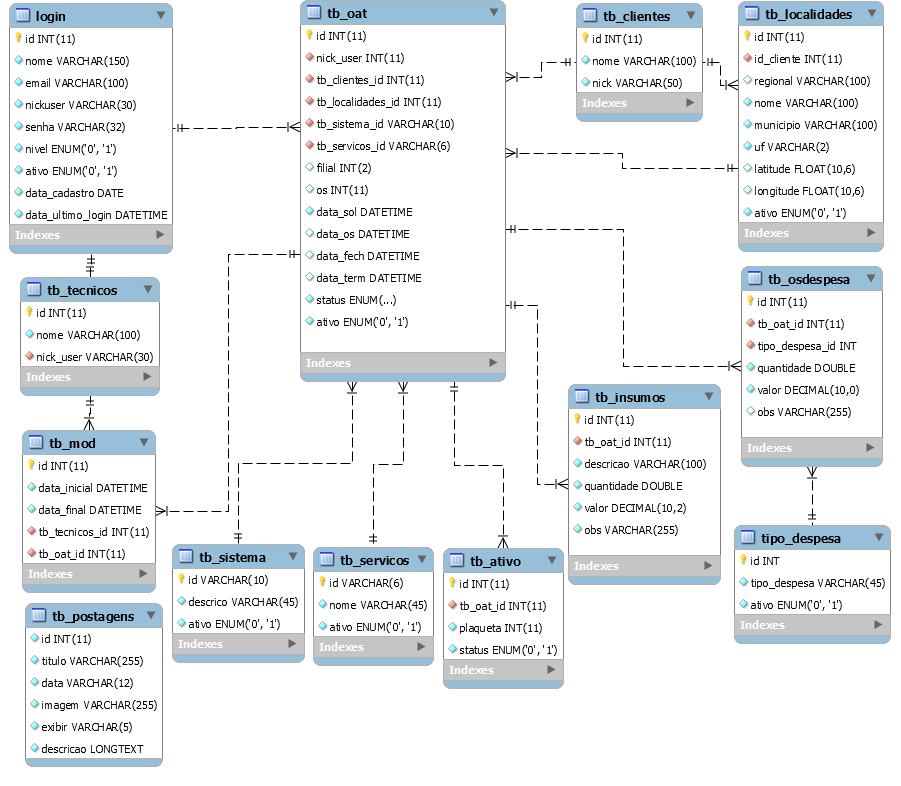 login
id INT(11)
nome VARCHAR(150)
email VARCHAR(100)
nickuser VARCHAR(30)
senha VARCHAR(32)
nivel ENUM('0', '1')
ativo ENUM('0', '1')
data_cadastro DATE
data_ultimo_login DATETIME
Indexes
tb_tecnicos
id INT(11)
nome VARCHAR(100)
nick_user VARCHAR(30)
Indexes
tb_mod
id INT(11)
data_inicial DATETIME
data_final DATETIME
tb_tecnicos_id INT(11)
tb_oat_id INT(11)
Indexes
tb_postagens
id INT(11)
titulo VARCHAR(255)
data VARCHAR(12)
imagem VARCHAR(255)
exibir VARCHAR(5)
descricao LONGTEXT
tb_oat
id INT(11)
nick_user INT(11)
tb_clientes_id INT(11)
tb_localidades_id INT(11)
tb_sistema_id VARCHAR(10)
tb_servicos_id VARCHAR(6)
filial INT(2)
os INT(11)
data_sol DATETIME
data_os DATETIME
data_fech DATETIME
data_term DATETIME
status ENUM(...)
ativo ENUM('0', '1')
Indexes
tb_sistema
id VARCHAR(10)
descrico VARCHAR(45)
ativo ENUM('0', '1')
Indexes
tb_servicos
id VARCHAR(6)
nome VARCHAR(45)
ativo ENUM('0', '1')
Indexes
tb_ativo
id INT(11)
tb_oat_id INT(11)
plaqueta INT(11)
status ENUM('0', '1')
Indexes
tb_clientes
id INT(11)
nome VARCHAR(100)
nick VARCHAR(50)
Indexes
tb_insumos
id INT(11)
tb_oat_id INT(11)
descricao VARCHAR(100)
quantidade DOUBLE
valor DECIMAL(10,2)
obs VARCHAR(255)
Indexes
tb_localidades
id INT(11)
id_cliente INT(11)
regional VARCHAR(100)
nome VARCHAR(100)
municipio VARCHAR(100)
uf VARCHAR(2)
latitude FLOAT(10,6)
longitude FLOAT(10,6)
ativo ENUM('0', '1')
Indexes
tb_osdespesa
id INT(11)
tb_oat_id INT(11)
tipo_despesa_id INT
quantidade DOUBLE
valor DECIMAL(10,0)
obs VARCHAR(255)
Indexes
tipo_despesa
id INT
tipo_despesa VARCHAR(45)
ativo ENUM('0', '1')
Indexes